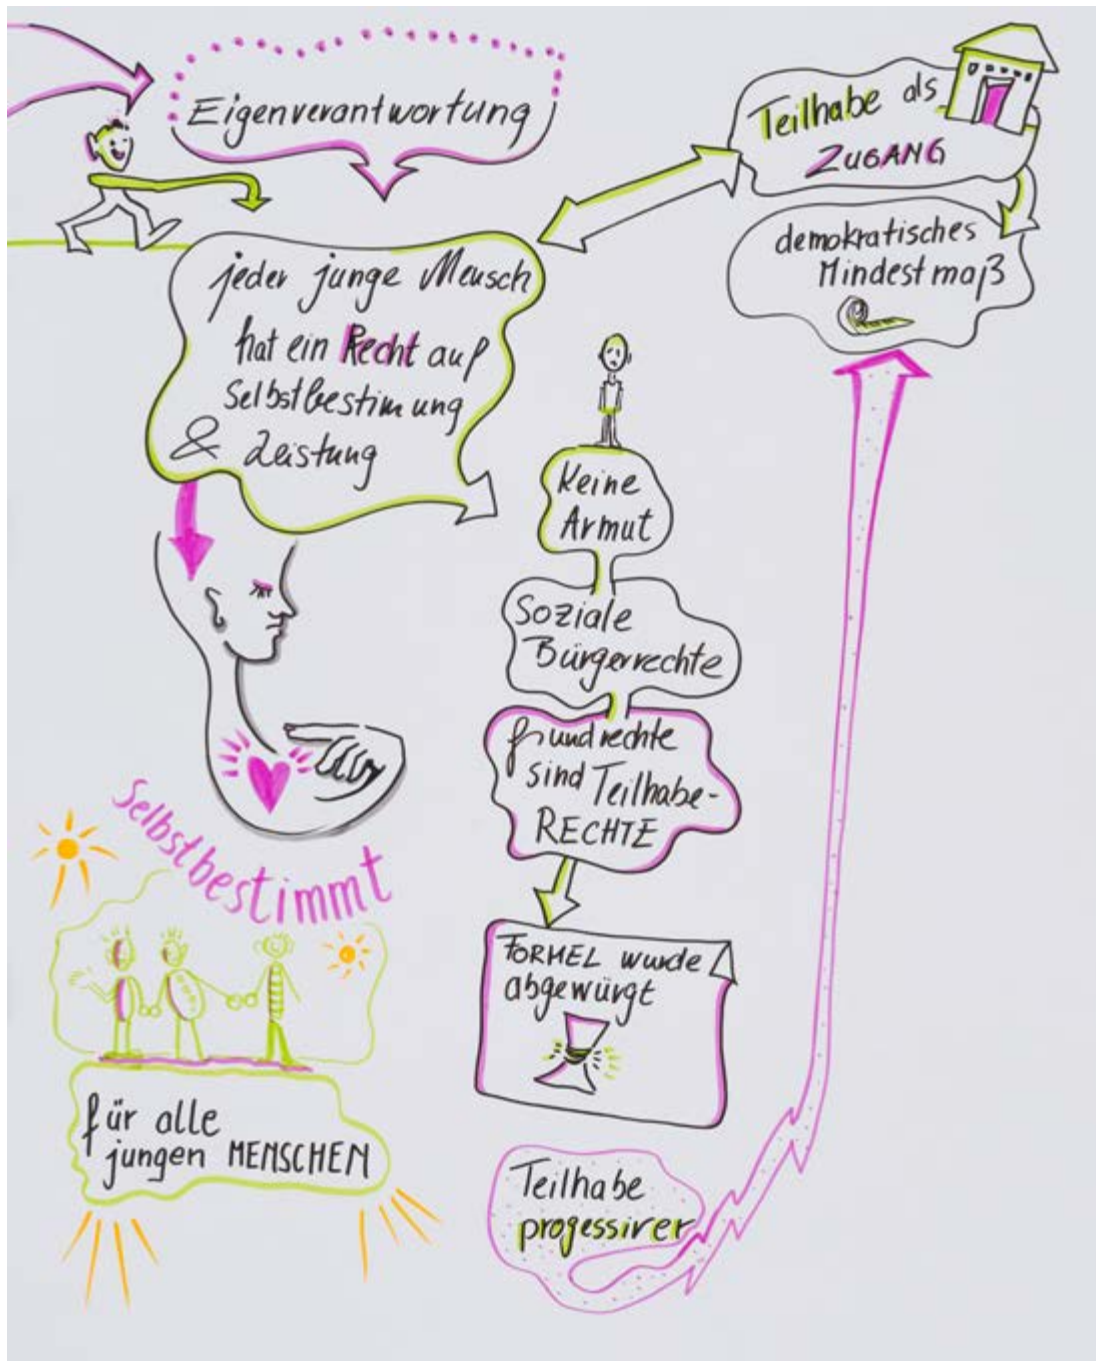 Eigenverantwortung
jeder junge Mensch
hat ein Recht auf
Selbstbestimung
& Leistung
Teilhabe als
ZUGANG
demokratisches
Mindestmaß
Keine
Armut
Soziale
Bürgerrechte
Grundrechte
sind Teilhabe-
RECHTE
FORMEL wurde
abgewürgt
Selbstbestimmt
für alle
jungen MENSCHEN
Teilhabe
progessiver